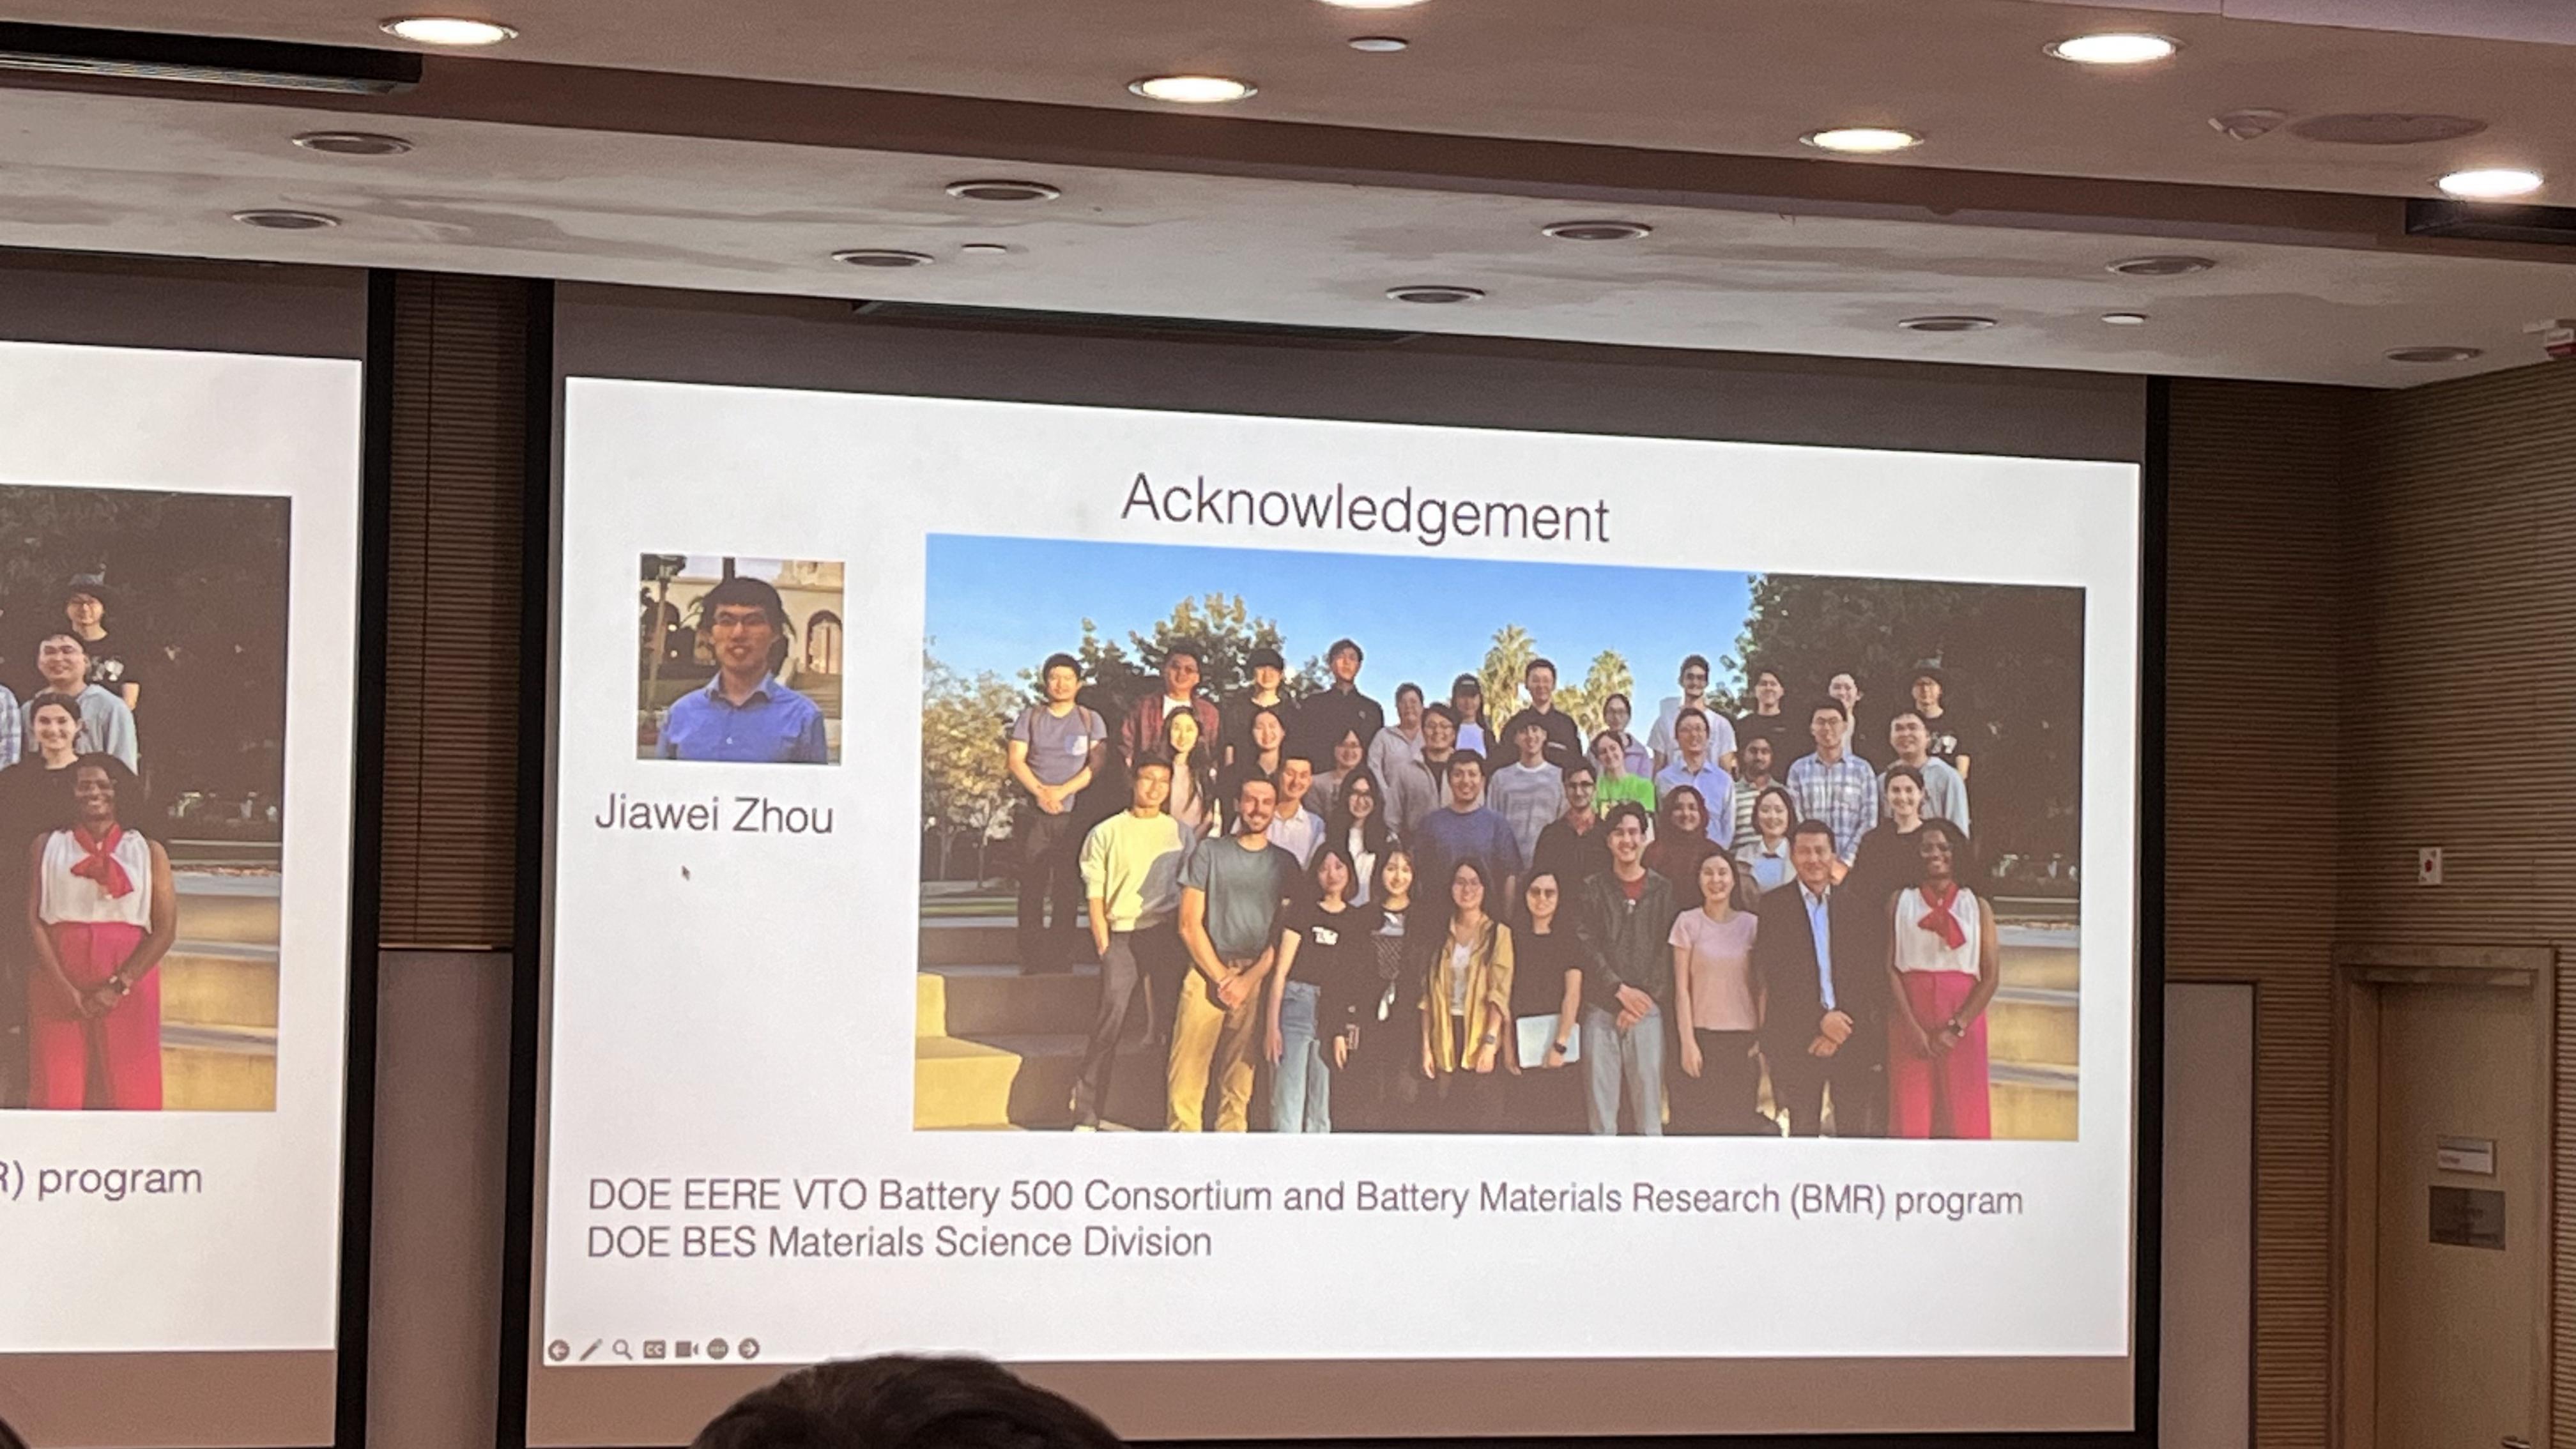 Acknowledgement
Jiawei Zhou
DOE EERE VTO Battery 500 Consortium and Battery Materials Research (BMR) program
DOE BES Materials Science Division
R) program
CC